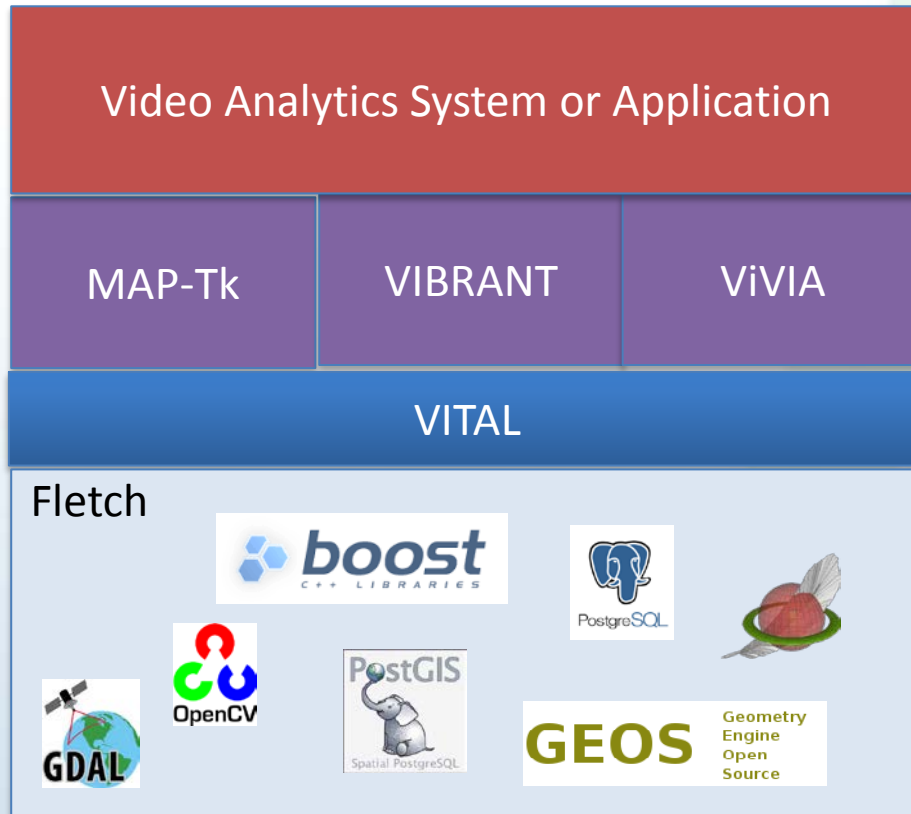 Video Analytics System or Application
MAP-Tk
VIBRANT
ViVIA
VITAL
Fletch
boost
C++ LIBRARIES
PostgreSQL
OpenCV
PostGIS
Spatial PostgreSQL
GDAL
GEOS
Geometry
Engine
Open
Source